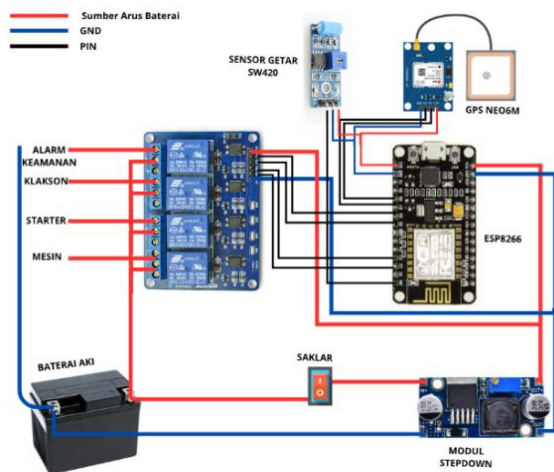 Sumber Arus Baterai
GND
PIN
SENSOR GETAR
SW420
GPS NEO6M
ALARM
KEAMANAN
KLAKSON
STARTER
MESIN
ESP8266
BATERAI AKI
SAKLAR
MODUL
STEPDOWN